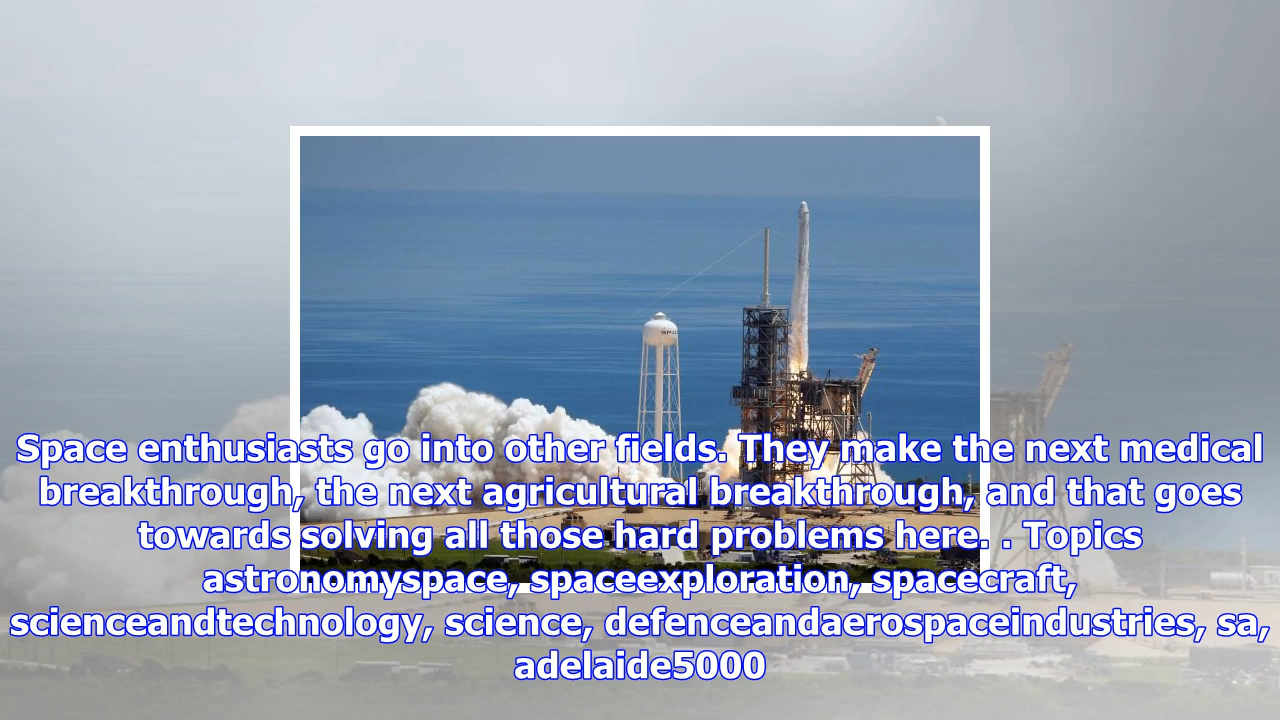 Space enthusiasts go into other fields. They make the next medical
breakthrough, the next agricultural breakthrough, and that goes
towards solving all those hard problems here. . Topics
astronomyspace, spaceexploration, spacecraft,
scienceandtechnology, science, defenceandaerospaceindustries, sa,
adelaide5000